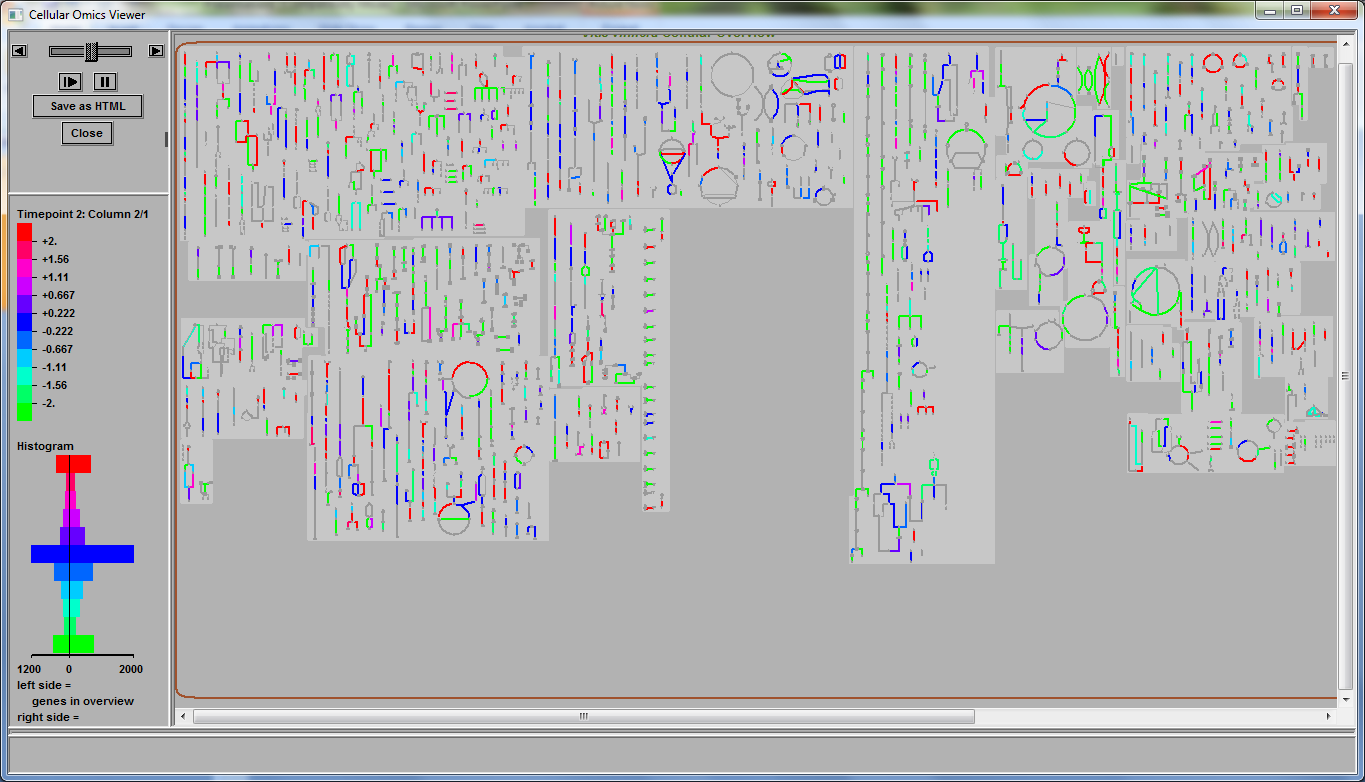 Cellular Omics Viewer
Save as HTML
Close
Timepoint 2: Column 2/1
+2.
+1.56
+1.11
+0.667
+0.222
-0.222
-0.667
-1.11
-1.56
-2.
Histogram
1200 0 2000
left side =
genes in overview
right side =
Cellular Overview